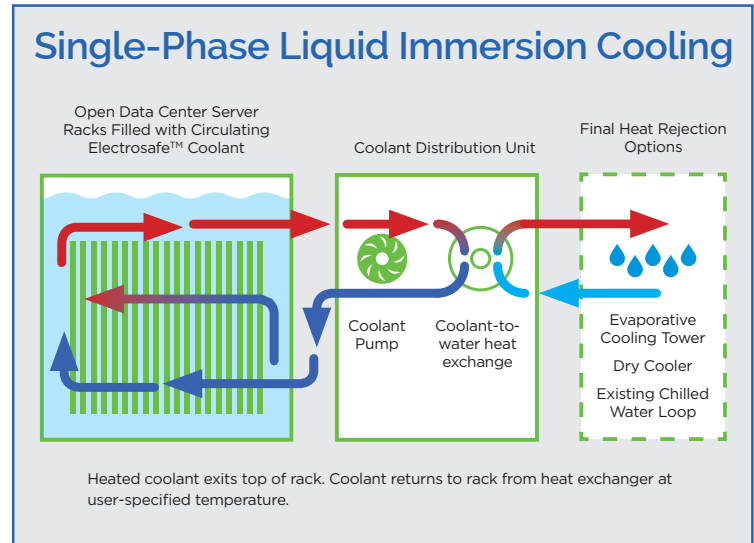 Single-Phase Liquid Immersion Cooling
Open Data Center Server
Racks Filled with Circulating
Electrosafe™ Coolant
Coolant Distribution Unit
Final Heat Rejection
Options
Coolant
Pump
Coolant-to-
water heat
exchange
Evaporative
Cooling Tower
Dry Cooler
Existing Chilled
Water Loop
Heated coolant exits top of rack. Coolant returns to rack from heat exchanger at
user-specified temperature.